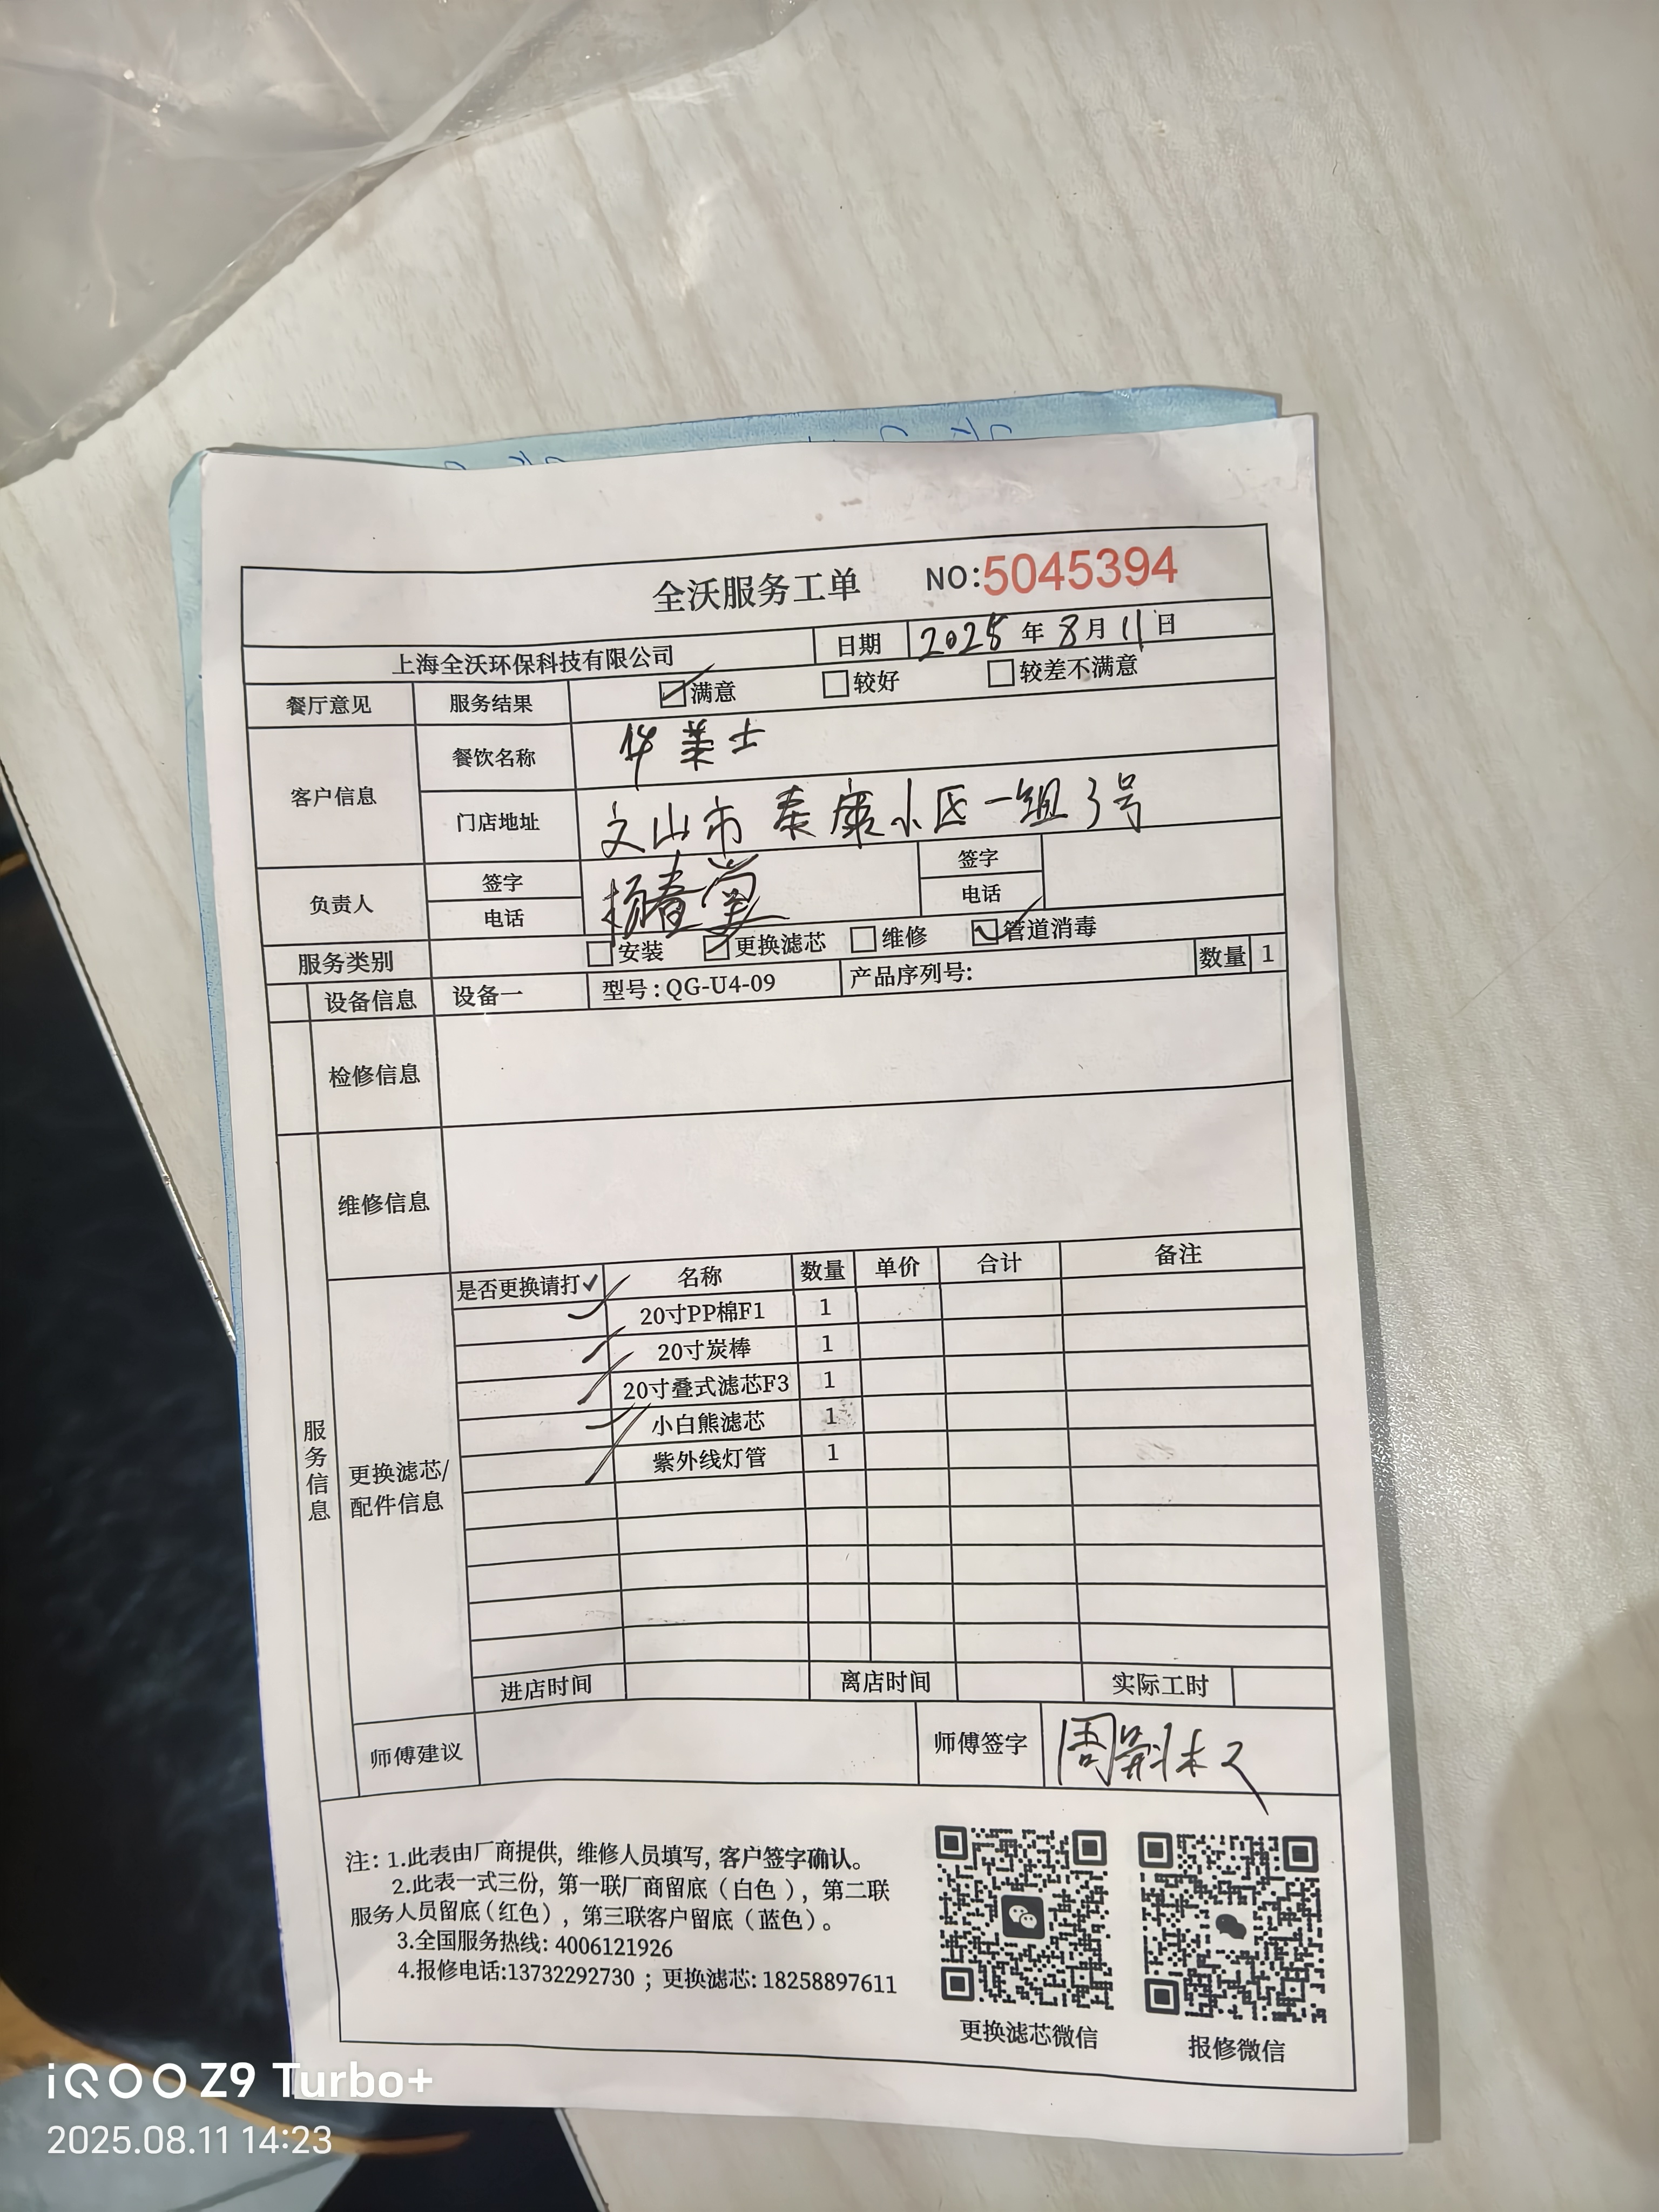 全沃服务工单 NO:5045394
上海全沃环保科技有限公司 日期 2025年8月11日
餐厅意见 服务结果 满意 较好 较差不满意
客户信息 餐饮名称 华莱士
门店地址 文山市泰康小区一组3号
负责人 签字 杨春堂 签字
电话 电话
服务类别 安装 更换滤芯 维修 管道消毒
设备信息 设备一 型号:QG-U4-09 产品序列号: 数量 1
检修信息
维修信息
服务信息
更换滤芯/
配件信息
是否更换请打✓ 名称 数量 单价 合计 备注
✓ 20寸PP棉F1 1
✓ 20寸炭棒 1
✓ 20寸叠式滤芯F3 1
✓ 小白熊滤芯 1
✓ 紫外线灯管 1
进店时间 离店时间 实际工时
师傅建议 师傅签字 周
注: 1.此表由厂商提供, 维修人员填写, 客户签字确认。
2.此表一式三份, 第一联厂商留底(白色), 第二联
服务人员留底(红色), 第三联客户留底(蓝色)。
3.全国服务热线: 4006121926
4.报修电话:13732292730 ; 更换滤芯: 18258897611
更换滤芯微信 报修微信
iQOO Z9 Turbo+
2025.08.11 14:23